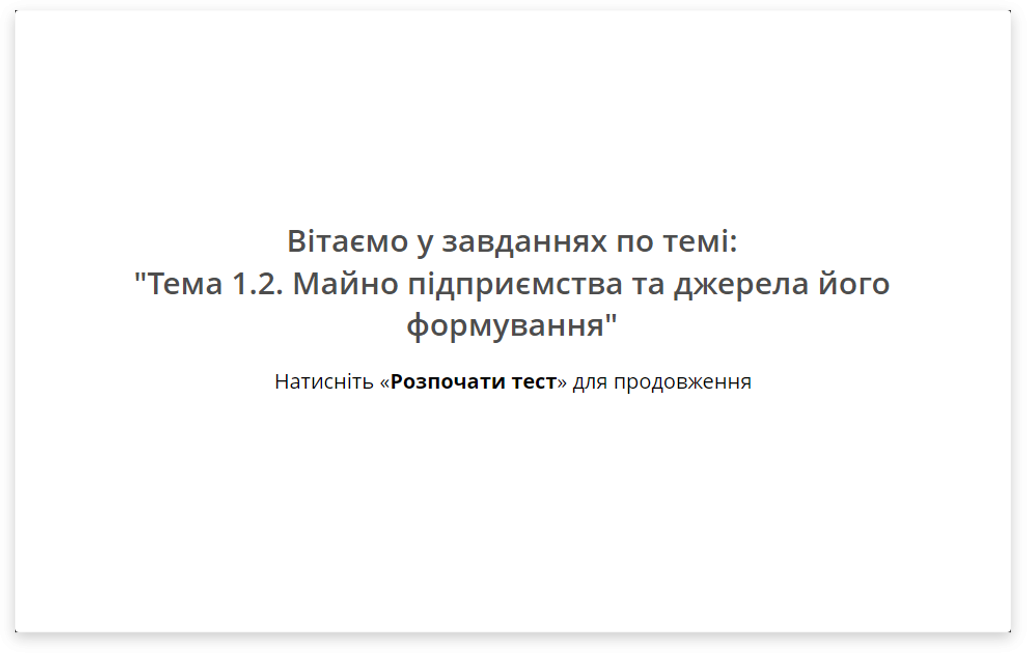 Вітаємо у завданнях по темі:
"Тема 1.2. Майно підприємства та джерела його
формування"
Натисніть «Розпочати тест» для продовження